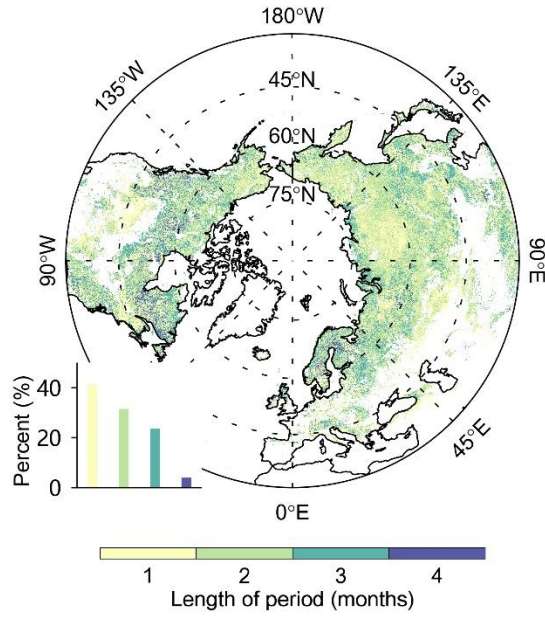 180°W
135°W
45°N
135°E
60°N
75°N
90°W
90°E
Percent (%)
40
20
0
45°E
0°E
1 2 3 4
Length of period (months)